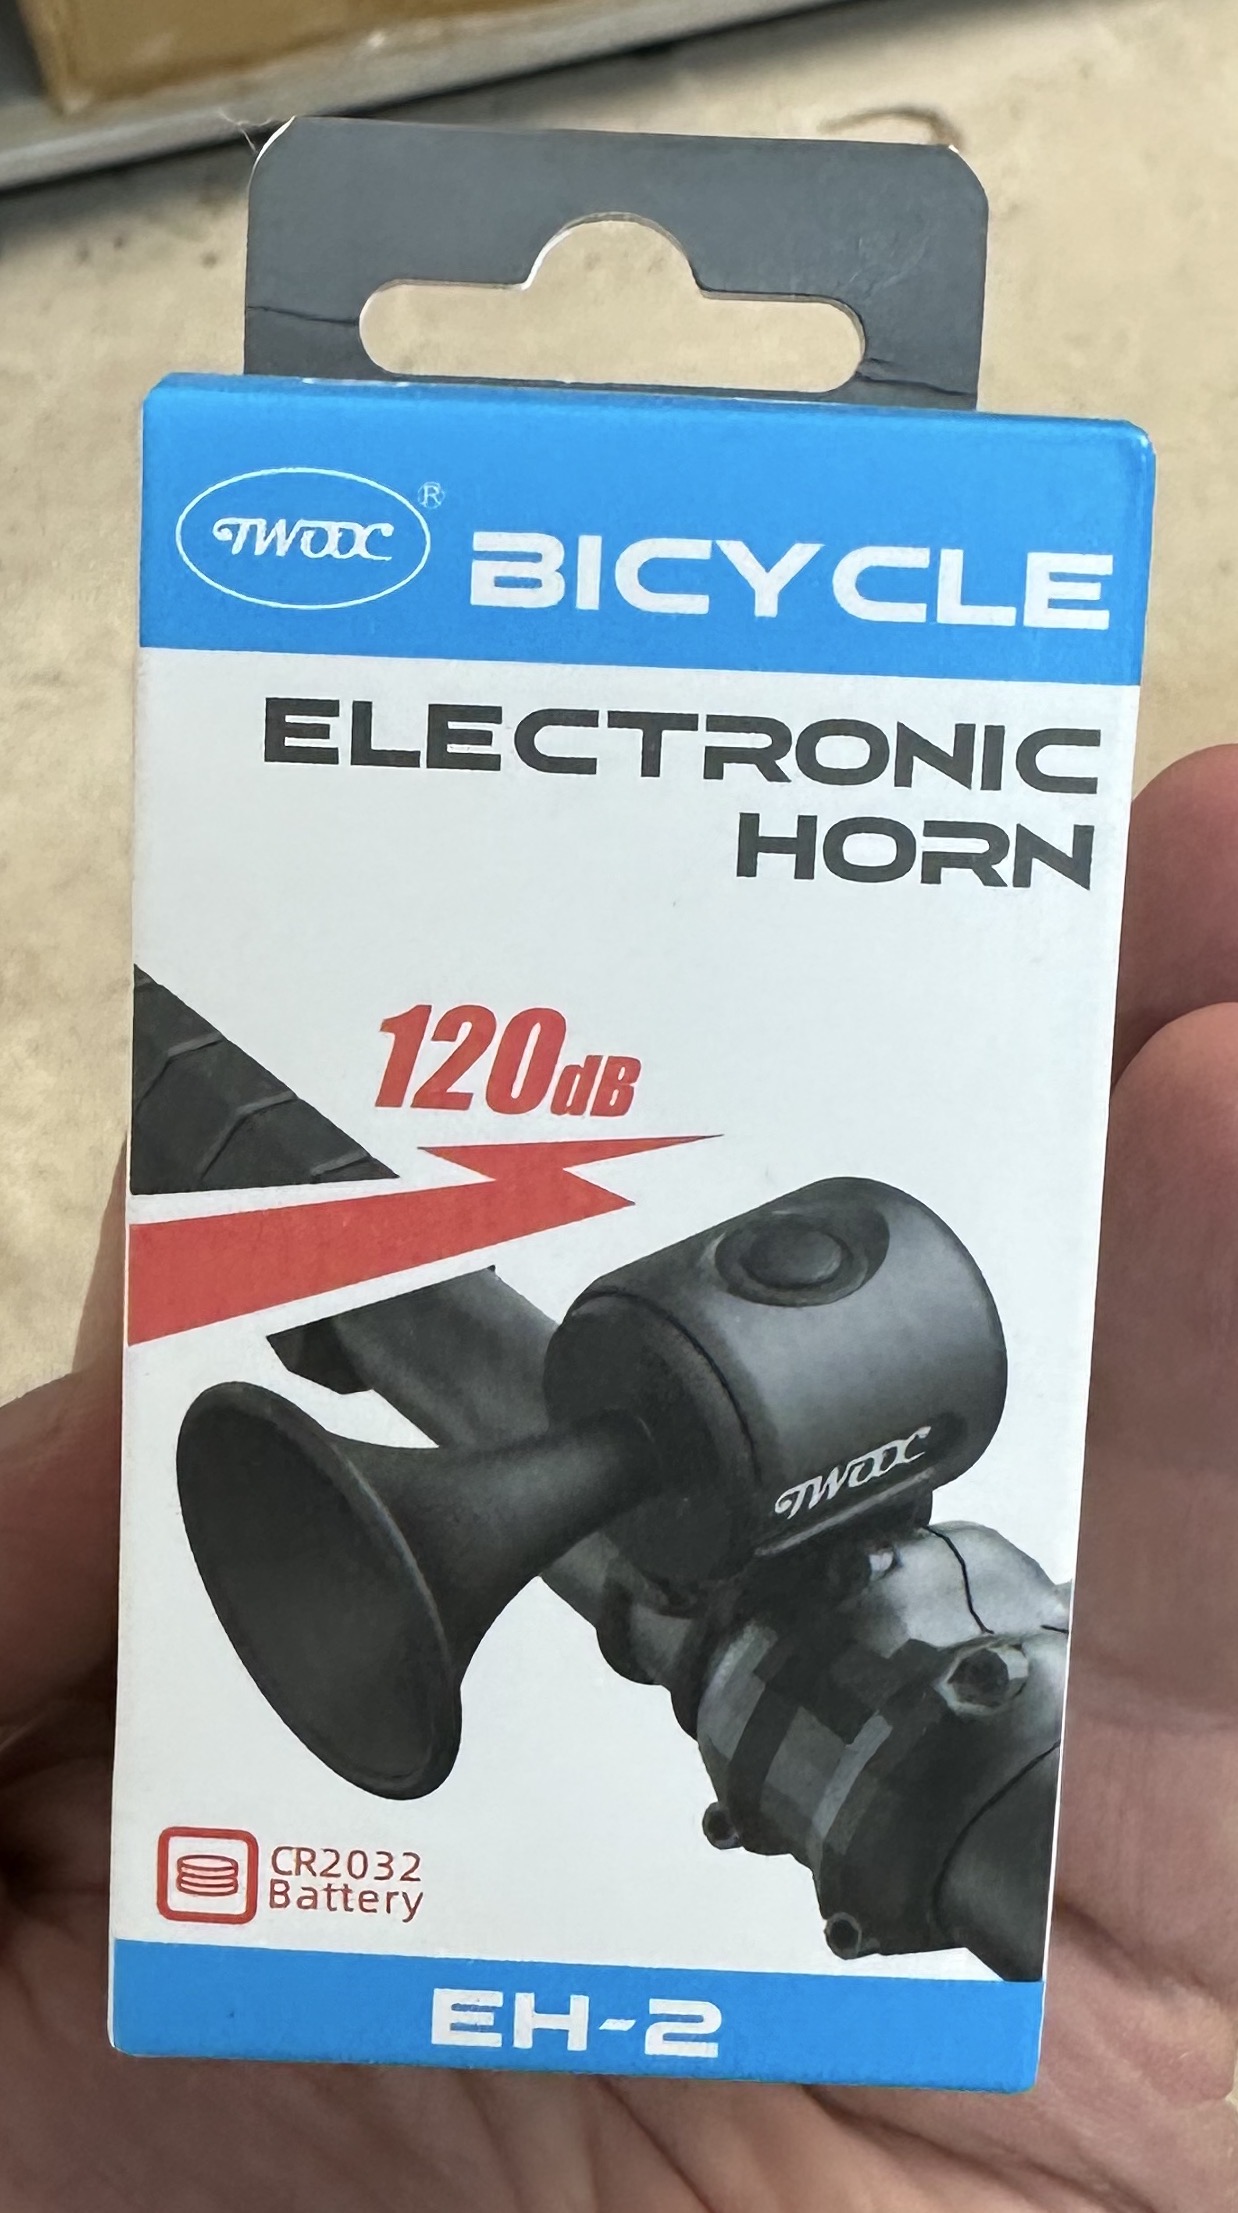 TWOOC®
BICYCLE
ELECTRONIC
HORN
120dB
TWOOC
CR2032
Battery
EH-2